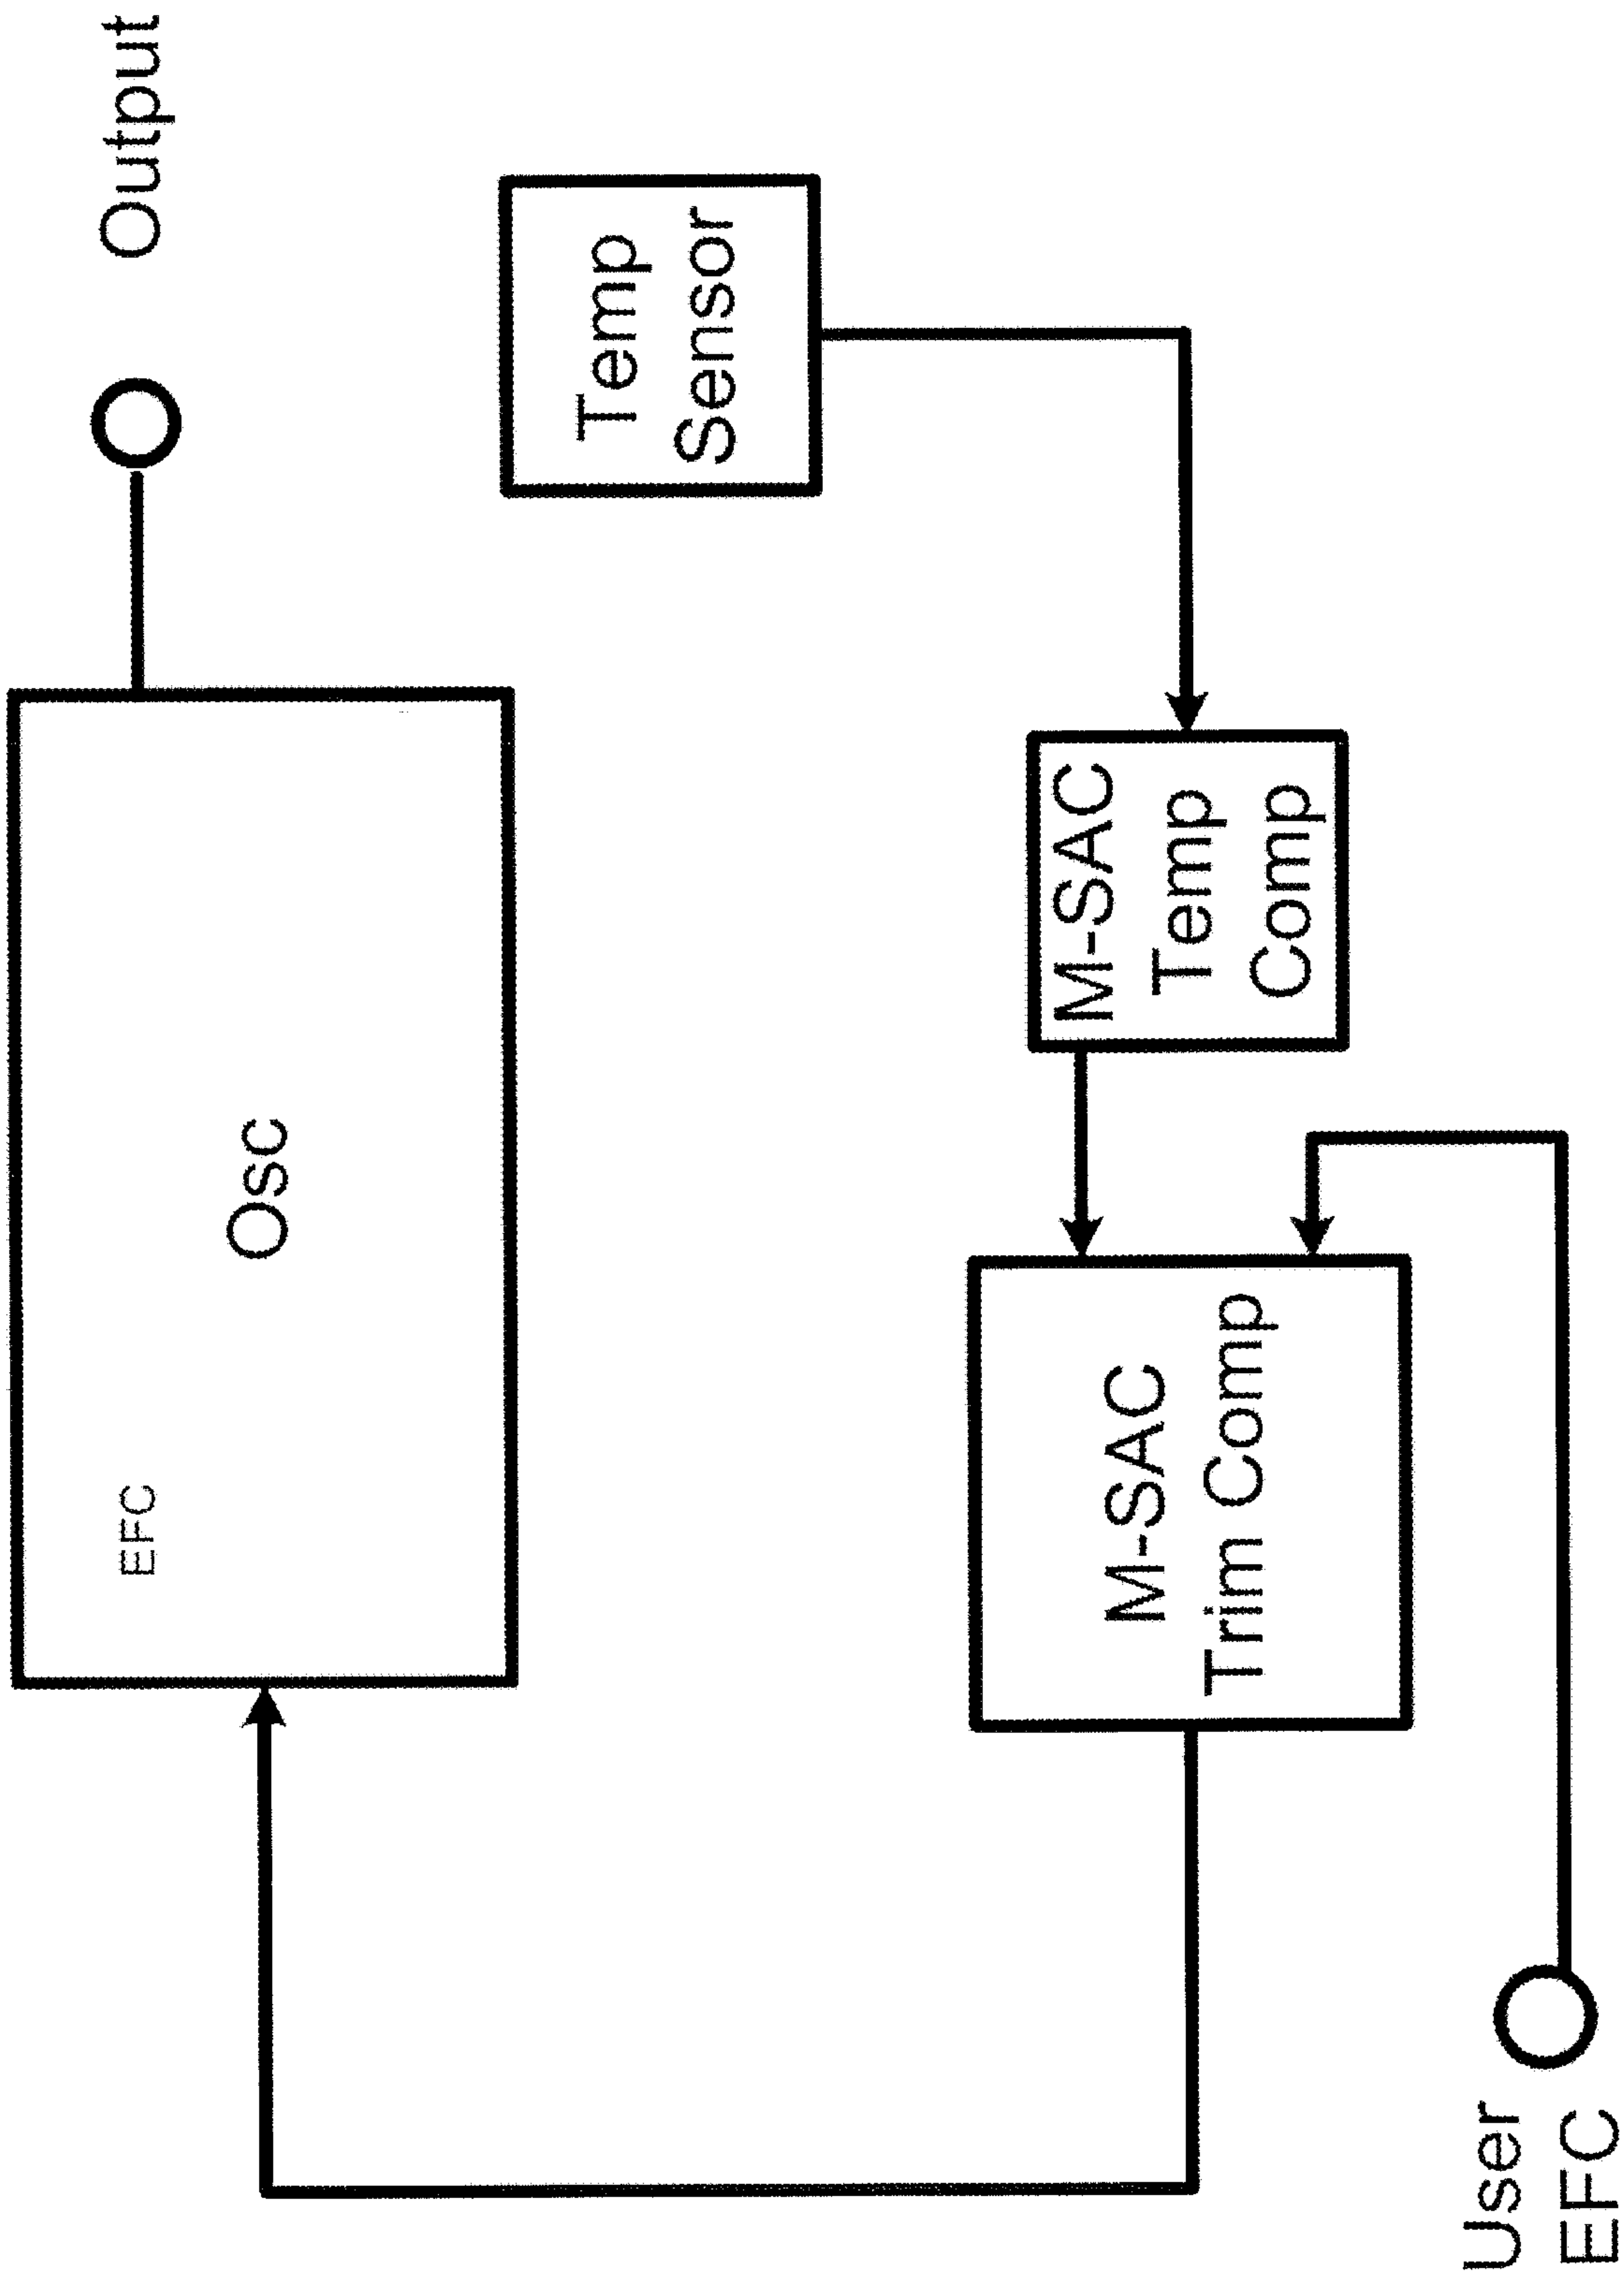 Output
Osc
EFC
Temp
Sensor
M-SAC
Temp
Comp
M-SAC
Trim Comp
User
EFC